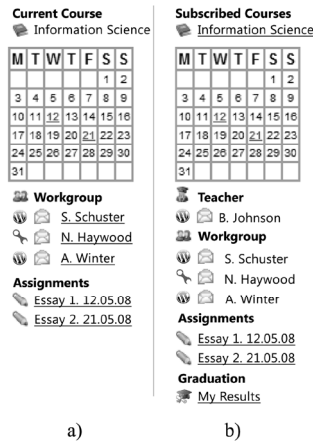 Current Course
Information Science
M T W T F S S
1 2
3 4 5 6 7 8 9
10 11 12 13 14 15 16
17 18 19 20 21 22 23
24 25 26 27 28 29 30
31
Workgroup
S. Schuster
N. Haywood
A. Winter
Assignments
Essay 1. 12.05.08
Essay 2. 21.05.08
a)
Subscribed Courses
Information Science
M T W T F S S
1 2
3 4 5 6 7 8 9
10 11 12 13 14 15 16
17 18 19 20 21 22 23
24 25 26 27 28 29 30
31
Teacher
B. Johnson
Workgroup
S. Schuster
N. Haywood
A. Winter
Assignments
Essay 1. 12.05.08
Essay 2. 21.05.08
Graduation
My Results
b)